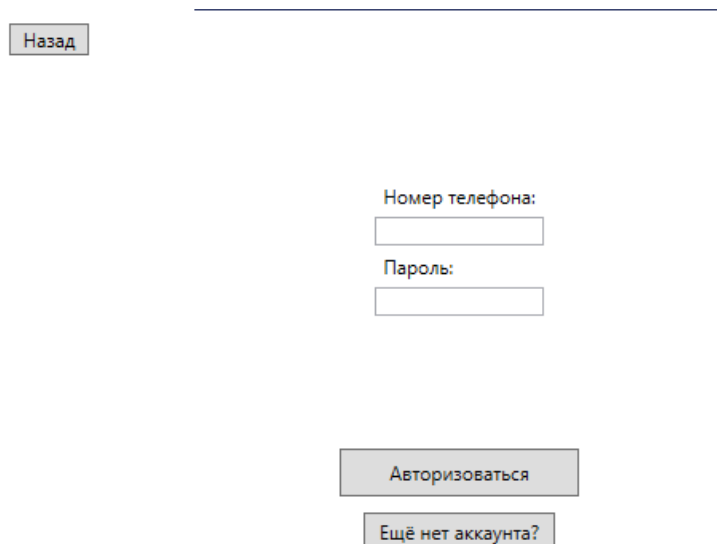 Назад
Номер телефона:
Пароль:
Авторизоваться
Ещё нет аккаунта?